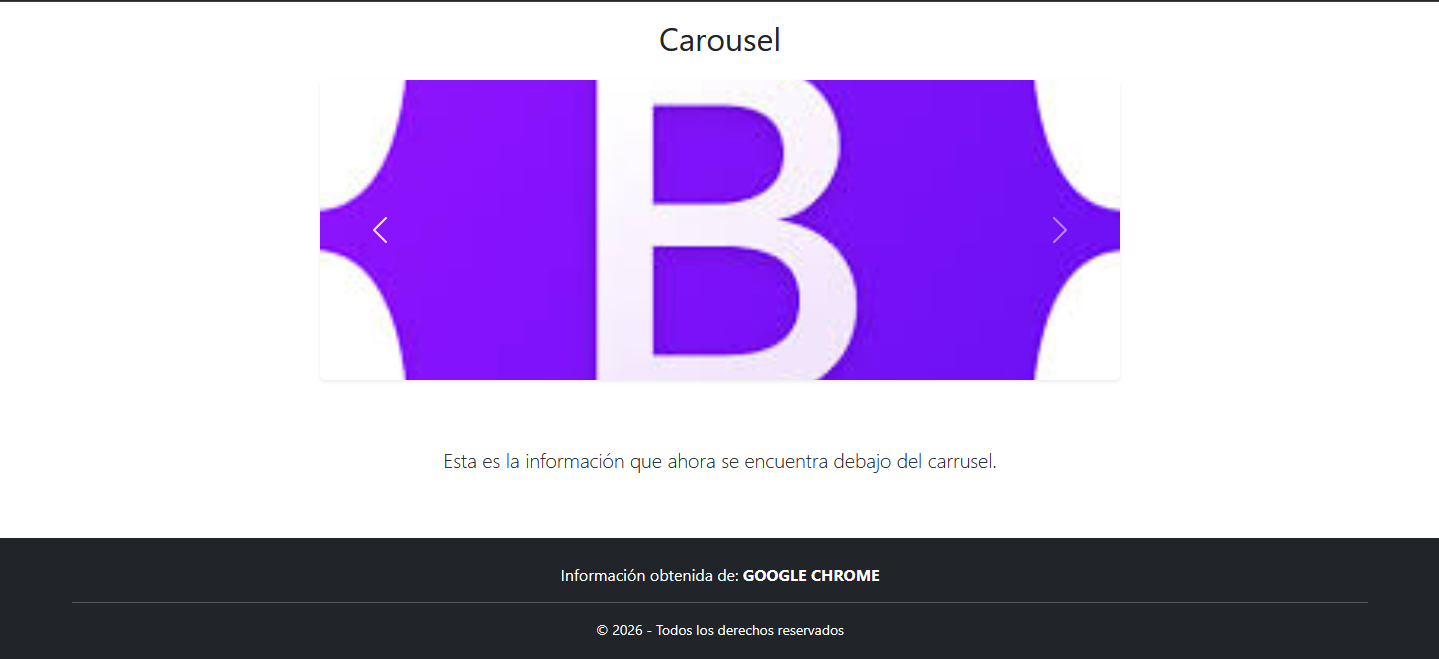 Carousel
B
Esta es la información que ahora se encuentra debajo del carrusel.
Información obtenida de: GOOGLE CHROME
© 2026 - Todos los derechos reservados